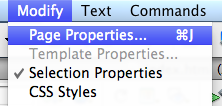 Modify Text Commands
Page Properties... ⌘J
Template Properties...
✓ Selection Properties
CSS Styles